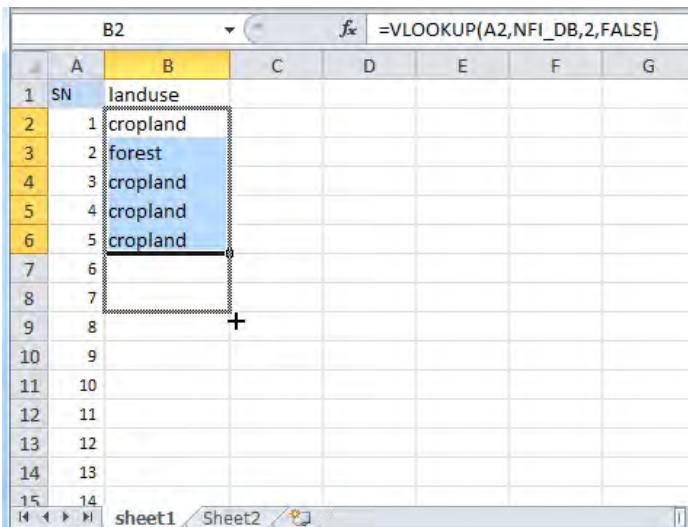 B2 fx =VLOOKUP(A2,NFI_DB,2,FALSE)
A B C D E F G
1 SN landuse
2 1 cropland
3 2 forest
4 3 cropland
5 4 cropland
6 5 cropland
7 6
8 7
9 8
10 9
11 10
12 11
13 12
14 13
15 14
sheet1 Sheet2